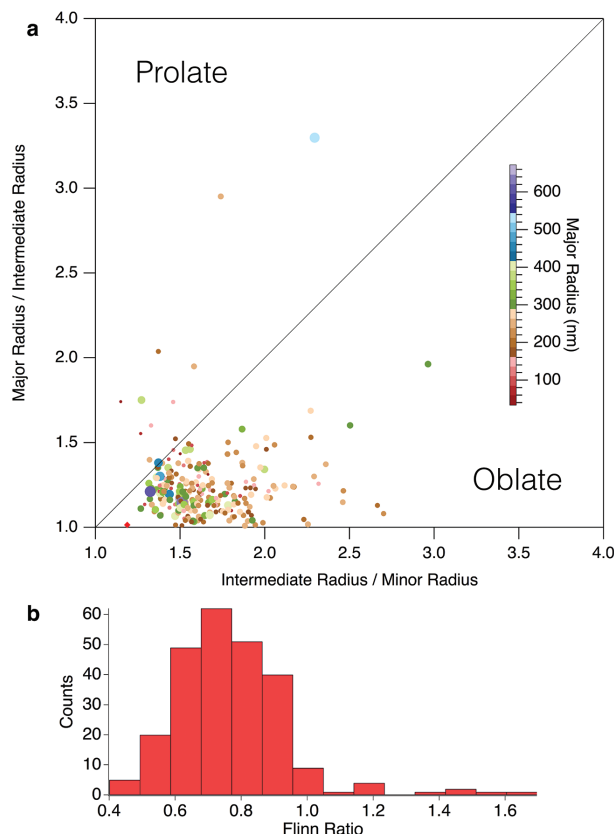 a
4.0
3.5
3.0
2.5
2.0
1.5
1.0
Major Radius / Intermediate Radius
Prolate
Oblate
600
500
400
300
200
100
Major Radius (nm)
1.0 1.5 2.0 2.5 3.0 3.5 4.0
Intermediate Radius / Minor Radius
b
60
50
40
30
20
10
0
Counts
0.4 0.6 0.8 1.0 1.2 1.4 1.6
Flinn Ratio